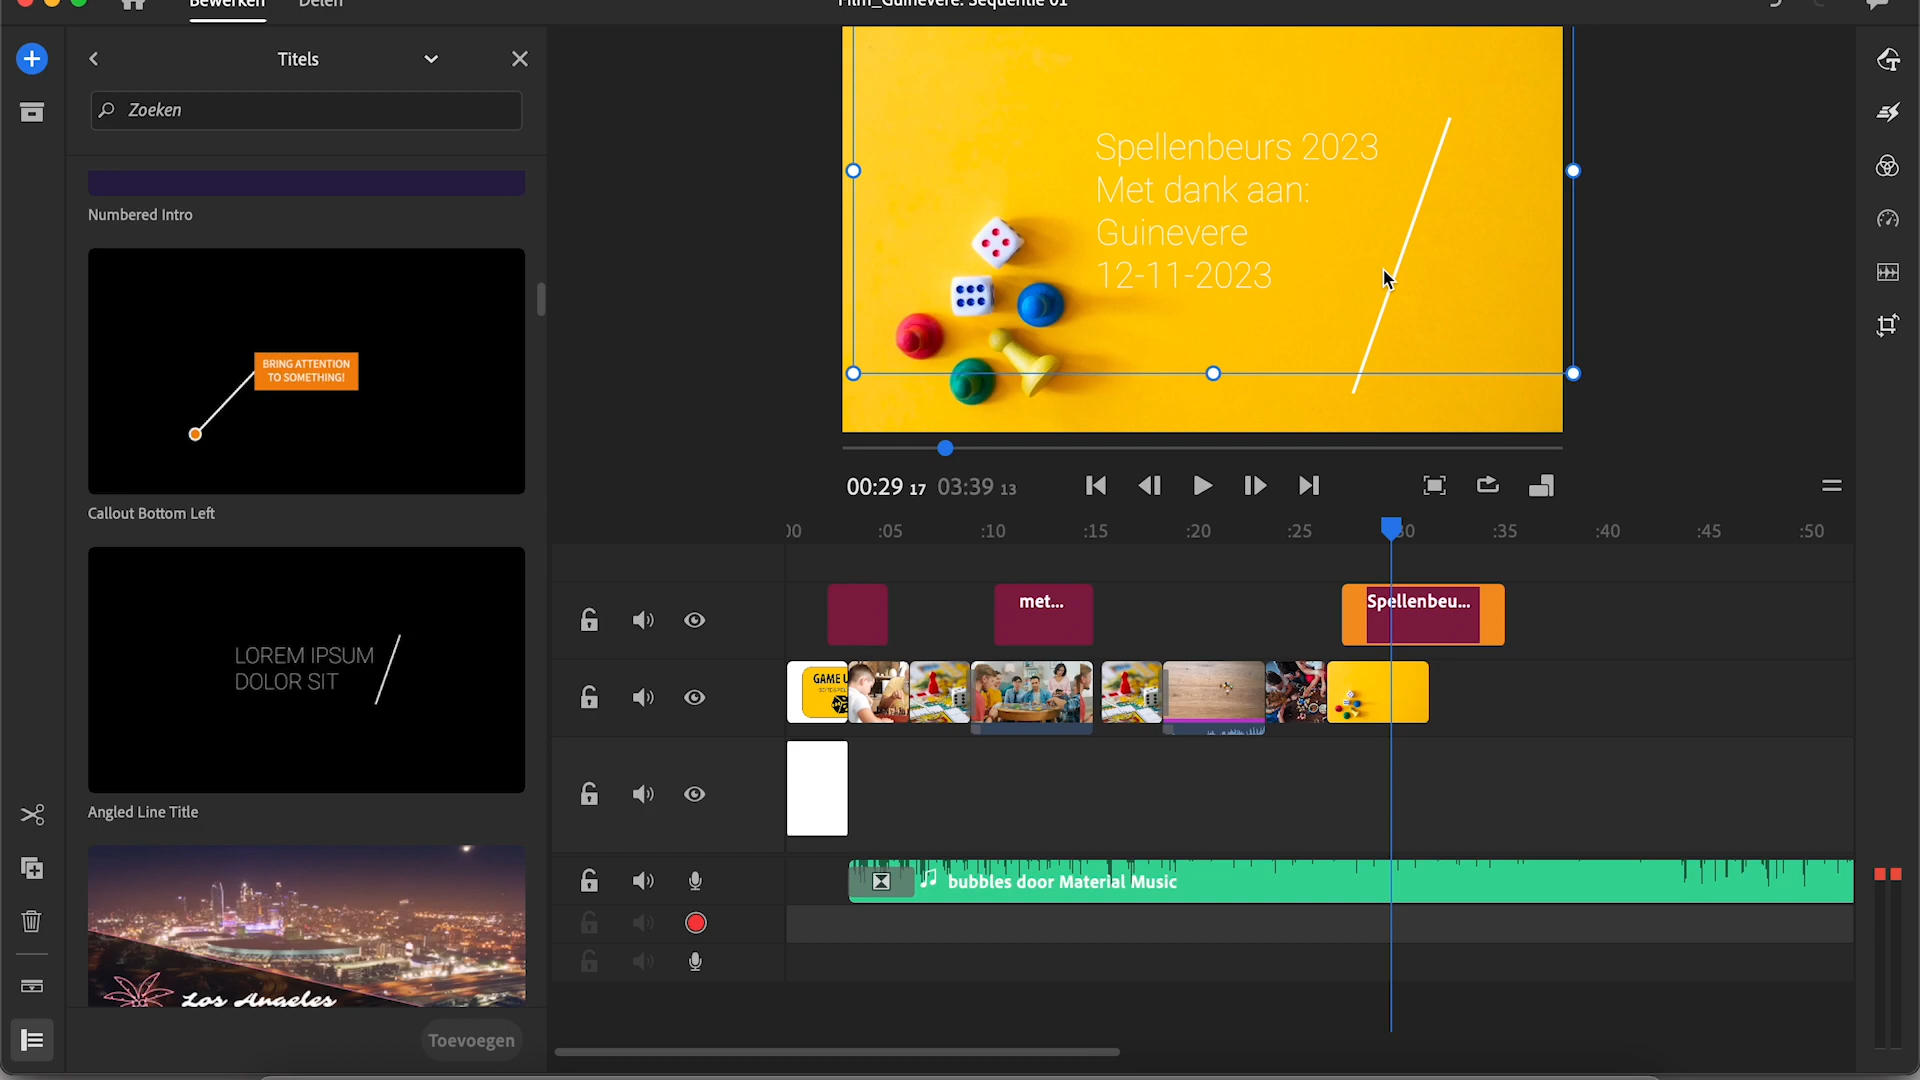 Bewerken
Delen
Film_Guinevere: Sequentie 01
Titels
Zoeken
Numbered Intro
BRING ATTENTION
TO SOMETHING!
Callout Bottom Left
LOREM IPSUM
DOLOR SIT
Angled Line Title
Los Angeles
Toevoegen
Spellenbeurs 2023
Met dank aan:
Guinevere
12-11-2023
00:29 17 03:39 13
:05 :10 :15 :20 :25 :35 :40 :45 :50
met...
Spellenbeu...
GAME U
bubbles door Material Music